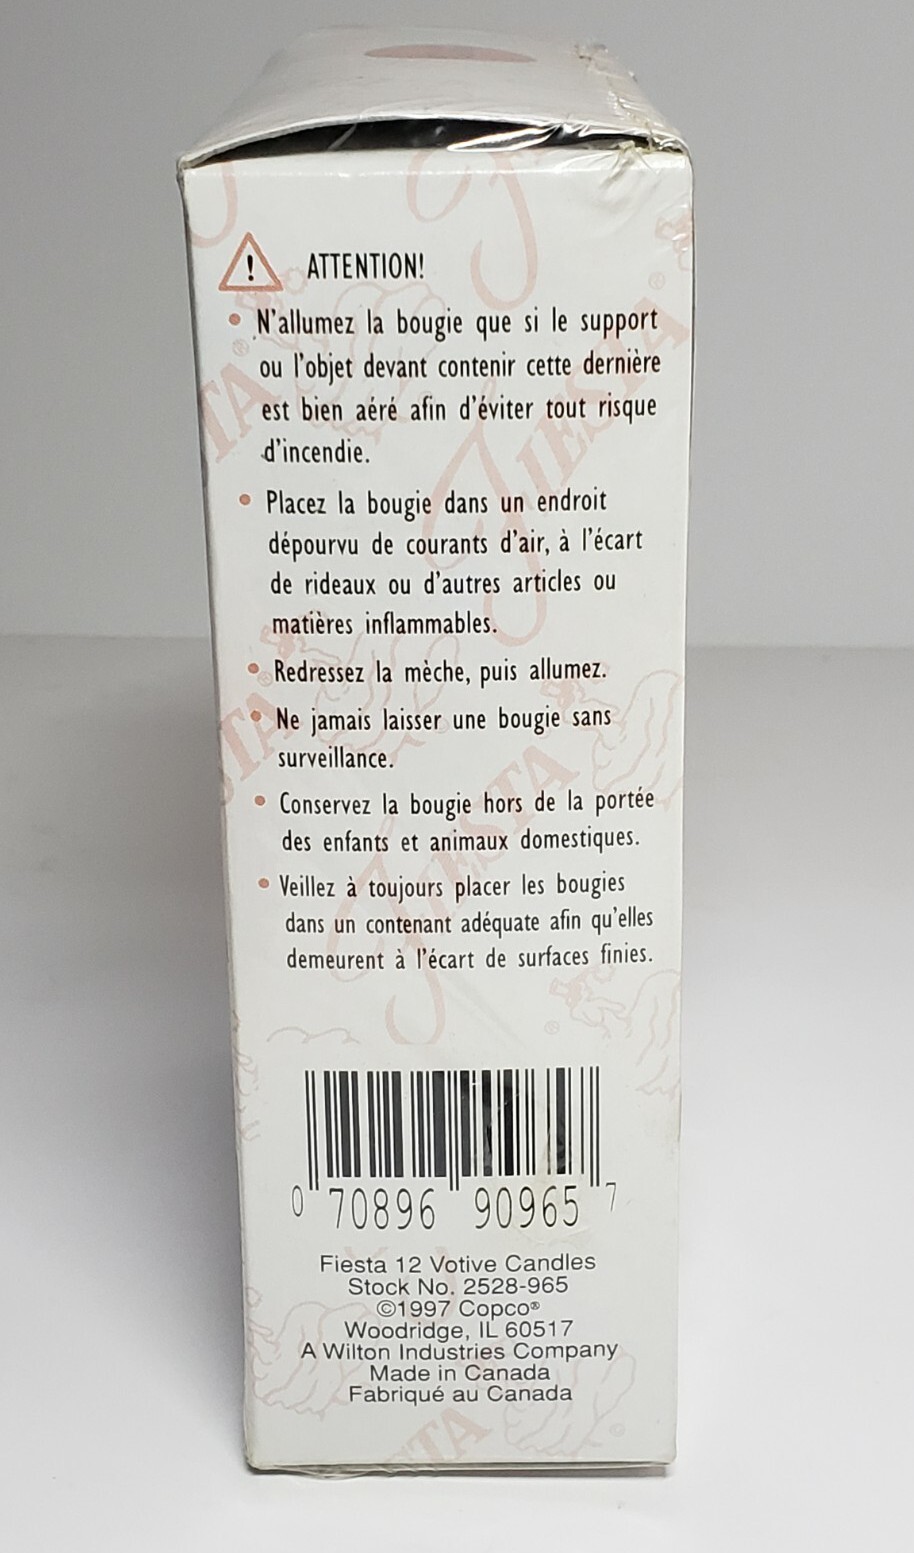 ! ATTENTION!
• N'allumez la bougie que si le support
ou l'objet devant contenir cette dernière
est bien aéré afin d'éviter tout risque
d'incendie.
• Placez la bougie dans un endroit
dépourvu de courants d'air, à l'écart
de rideaux ou d'autres articles ou
matières inflammables.
• Redressez la mèche, puis allumez.
• Ne jamais laisser une bougie sans
surveillance.
• Conservez la bougie hors de la portée
des enfants et animaux domestiques.
• Veillez à toujours placer les bougies
dans un contenant adéquate afin qu'elles
demeurent à l'écart de surfaces finies.
FIESTA
FIESTA
0 70896 90965 7
Fiesta 12 Votive Candles
Stock No. 2528-965
©1997 Copco®
Woodridge, IL 60517
A Wilton Industries Company
Made in Canada
Fabriqué au Canada